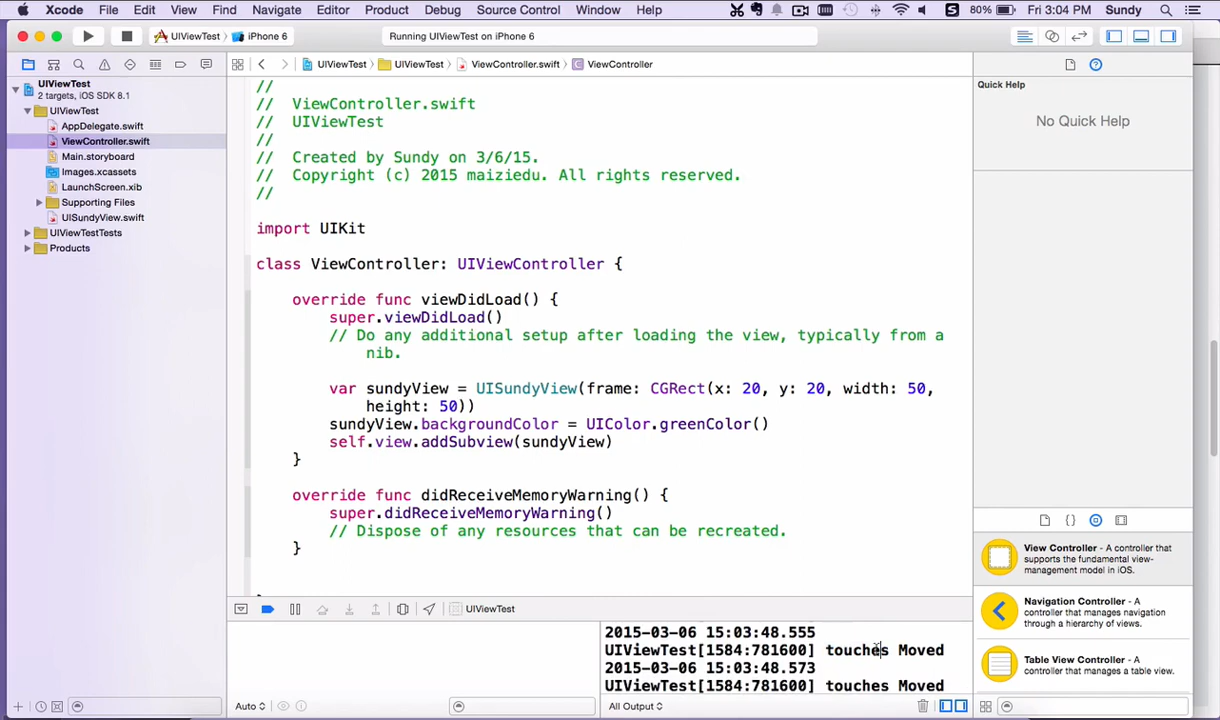 Xcode File Edit View Find Navigate Editor Product Debug Source Control Window Help 80% Fri 3:04 PM Sundy
UIViewTest iPhone 6 Running UIViewTest on iPhone 6
UIViewTest UIViewTest ViewController.swift ViewController
UIViewTest
2 targets, iOS SDK 8.1
UIViewTest
AppDelegate.swift
ViewController.swift
Main.storyboard
Images.xcassets
LaunchScreen.xib
Supporting Files
UISundyView.swift
UIViewTestTests
Products
//
// ViewController.swift
// UIViewTest
//
// Created by Sundy on 3/6/15.
// Copyright (c) 2015 maiziedu. All rights reserved.
//
import UIKit
class ViewController: UIViewController {
override func viewDidLoad() {
super.viewDidLoad()
// Do any additional setup after loading the view, typically from a
nib.
var sundyView = UISundyView(frame: CGRect(x: 20, y: 20, width: 50,
height: 50))
sundyView.backgroundColor = UIColor.greenColor()
self.view.addSubview(sundyView)
}
override func didReceiveMemoryWarning() {
super.didReceiveMemoryWarning()
// Dispose of any resources that can be recreated.
}
UIViewTest
2015-03-06 15:03:48.555
UIViewTest[1584:781600] touches Moved
2015-03-06 15:03:48.573
UIViewTest[1584:781600] touches Moved
Auto
All Output
Quick Help
No Quick Help
View Controller - A controller that
supports the fundamental view-
management model in iOS.
Navigation Controller - A
controller that manages navigation
through a hierarchy of views.
Table View Controller - A
controller that manages a table view.